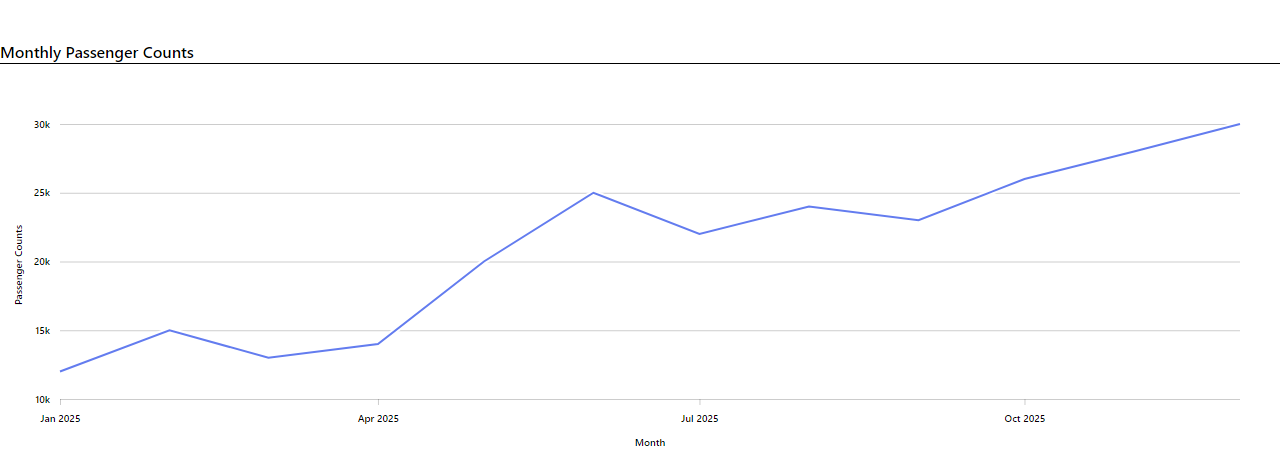 Monthly Passenger Counts
30k
25k
20k
15k
10k
Passenger Counts
Jan 2025 Apr 2025 Jul 2025 Oct 2025
Month